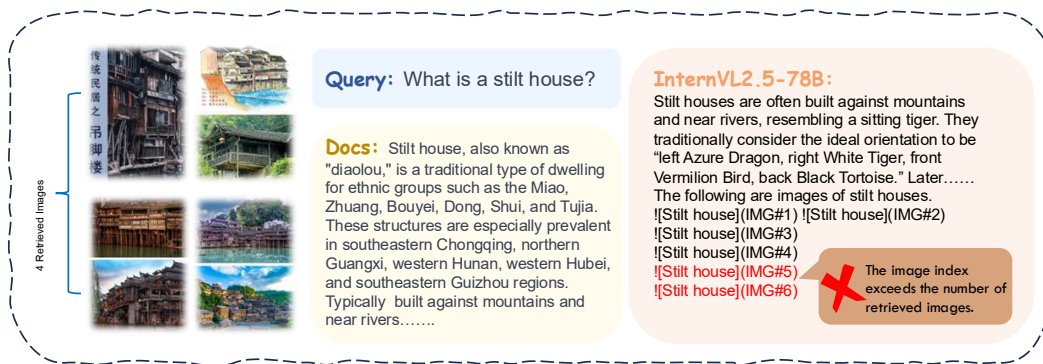 4 Retrieved Images
传统民居之 吊脚楼
Query: What is a stilt house?
Docs: Stilt house, also known as
"diaolou," is a traditional type of dwelling
for ethnic groups such as the Miao,
Zhuang, Bouyei, Dong, Shui, and Tujia.
These structures are especially prevalent
in southeastern Chongqing, northern
Guangxi, western Hunan, western Hubei,
and southeastern Guizhou regions.
Typically built against mountains and
near rivers…….
InternVL2.5-78B:
Stilt houses are often built against mountains
and near rivers, resembling a sitting tiger. They
traditionally consider the ideal orientation to be
“left Azure Dragon, right White Tiger, front
Vermilion Bird, back Black Tortoise.” Later……
The following are images of stilt houses.
![Stilt house](IMG#1) ![Stilt house](IMG#2)
![Stilt house](IMG#3)
![Stilt house](IMG#4)
![Stilt house](IMG#5)
![Stilt house](IMG#6)
The image index
exceeds the number of
retrieved images.